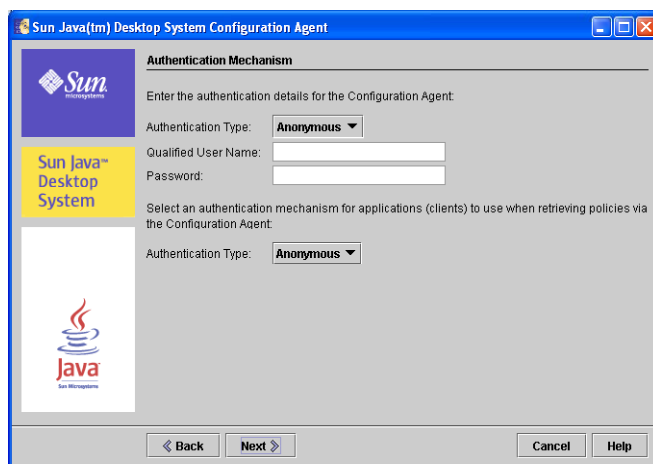 Sun Java(tm) Desktop System Configuration Agent
Sun
microsystems
Sun Java™
Desktop
System
Java
Sun Microsystems
Authentication Mechanism
Enter the authentication details for the Configuration Agent:
Authentication Type: Anonymous
Qualified User Name:
Password:
Select an authentication mechanism for applications (clients) to use when retrieving policies via
the Configuration Agent:
Authentication Type: Anonymous
Back Next Cancel Help